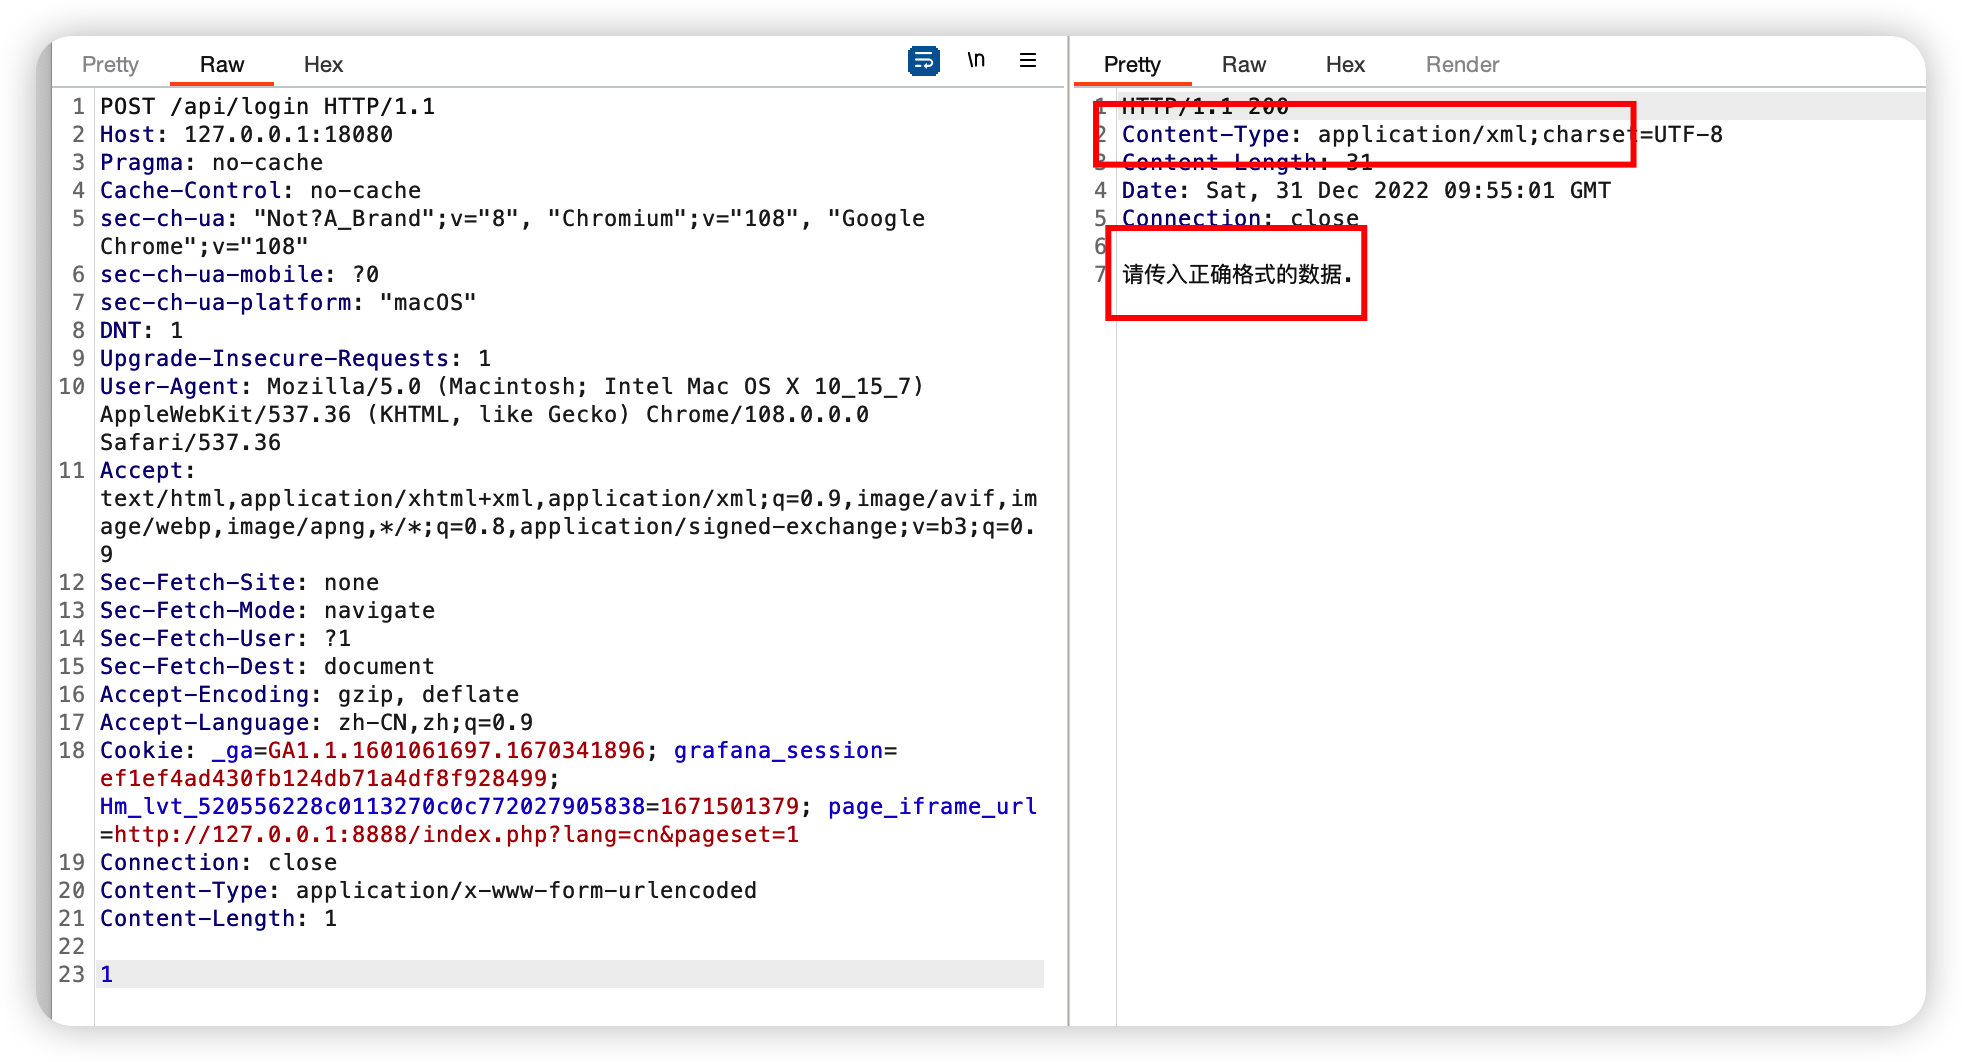 Pretty Raw Hex \n
1 POST /api/login HTTP/1.1
2 Host: 127.0.0.1:18080
3 Pragma: no-cache
4 Cache-Control: no-cache
5 sec-ch-ua: "Not?A_Brand";v="8", "Chromium";v="108", "Google
Chrome";v="108"
6 sec-ch-ua-mobile: ?0
7 sec-ch-ua-platform: "macOS"
8 DNT: 1
9 Upgrade-Insecure-Requests: 1
10 User-Agent: Mozilla/5.0 (Macintosh; Intel Mac OS X 10_15_7)
AppleWebKit/537.36 (KHTML, like Gecko) Chrome/108.0.0.0
Safari/537.36
11 Accept:
text/html,application/xhtml+xml,application/xml;q=0.9,image/avif,im
age/webp,image/apng,*/*;q=0.8,application/signed-exchange;v=b3;q=0.
9
12 Sec-Fetch-Site: none
13 Sec-Fetch-Mode: navigate
14 Sec-Fetch-User: ?1
15 Sec-Fetch-Dest: document
16 Accept-Encoding: gzip, deflate
17 Accept-Language: zh-CN,zh;q=0.9
18 Cookie: _ga=GA1.1.1601061697.1670341896; grafana_session=
ef1ef4ad430fb124db71a4df8f928499;
Hm_lvt_520556228c0113270c0c772027905838=1671501379; page_iframe_url
=http://127.0.0.1:8888/index.php?lang=cn&pageset=1
19 Connection: close
20 Content-Type: application/x-www-form-urlencoded
21 Content-Length: 1
22
23 1
Pretty Raw Hex Render
1 HTTP/1.1 200
2 Content-Type: application/xml;charset=UTF-8
3 Content-Length: 31
4 Date: Sat, 31 Dec 2022 09:55:01 GMT
5 Connection: close
6
7 请传入正确格式的数据.